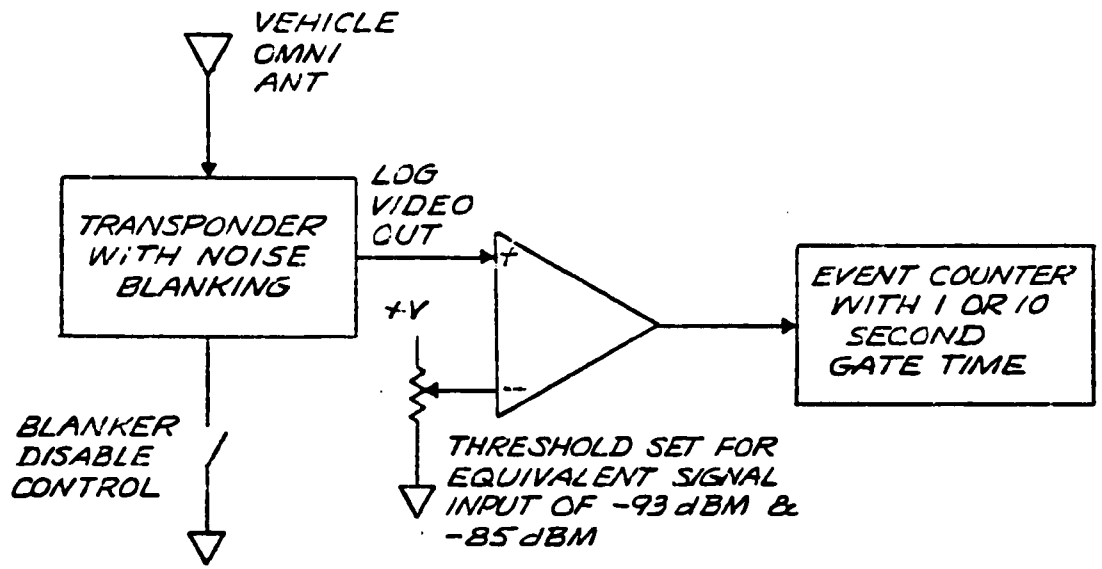 VEHICLE
OMNI
ANT
TRANSPONDER
WITH NOISE
BLANKING
LOG
VIDEO
OUT
+V
+
--
EVENT COUNTER
WITH 1 OR 10
SECOND
GATE TIME
BLANKER
DISABLE
CONTROL
THRESHOLD SET FOR
EQUIVALENT SIGNAL
INPUT OF -93 dBM &
-85 dBM